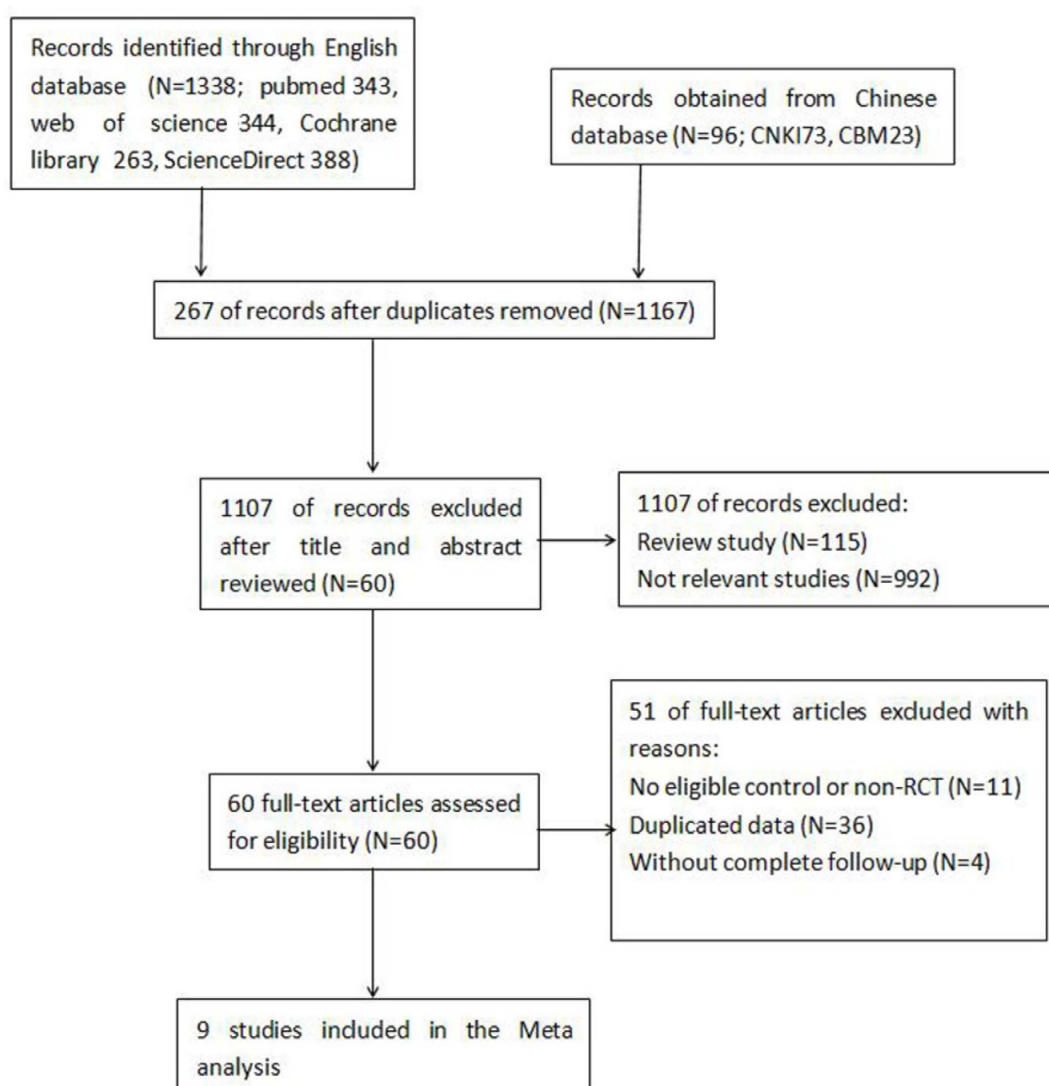 Records identified through English
database (N=1338; pubmed 343,
web of science 344, Cochrane
library 263, ScienceDirect 388)
Records obtained from Chinese
database (N=96; CNKI73, CBM23)
267 of records after duplicates removed (N=1167)
1107 of records excluded
after title and abstract
reviewed (N=60)
1107 of records excluded:
Review study (N=115)
Not relevant studies (N=992)
60 full-text articles assessed
for eligibility (N=60)
51 of full-text articles excluded with
reasons:
No eligible control or non-RCT (N=11)
Duplicated data (N=36)
Without complete follow-up (N=4)
9 studies included in the Meta
analysis